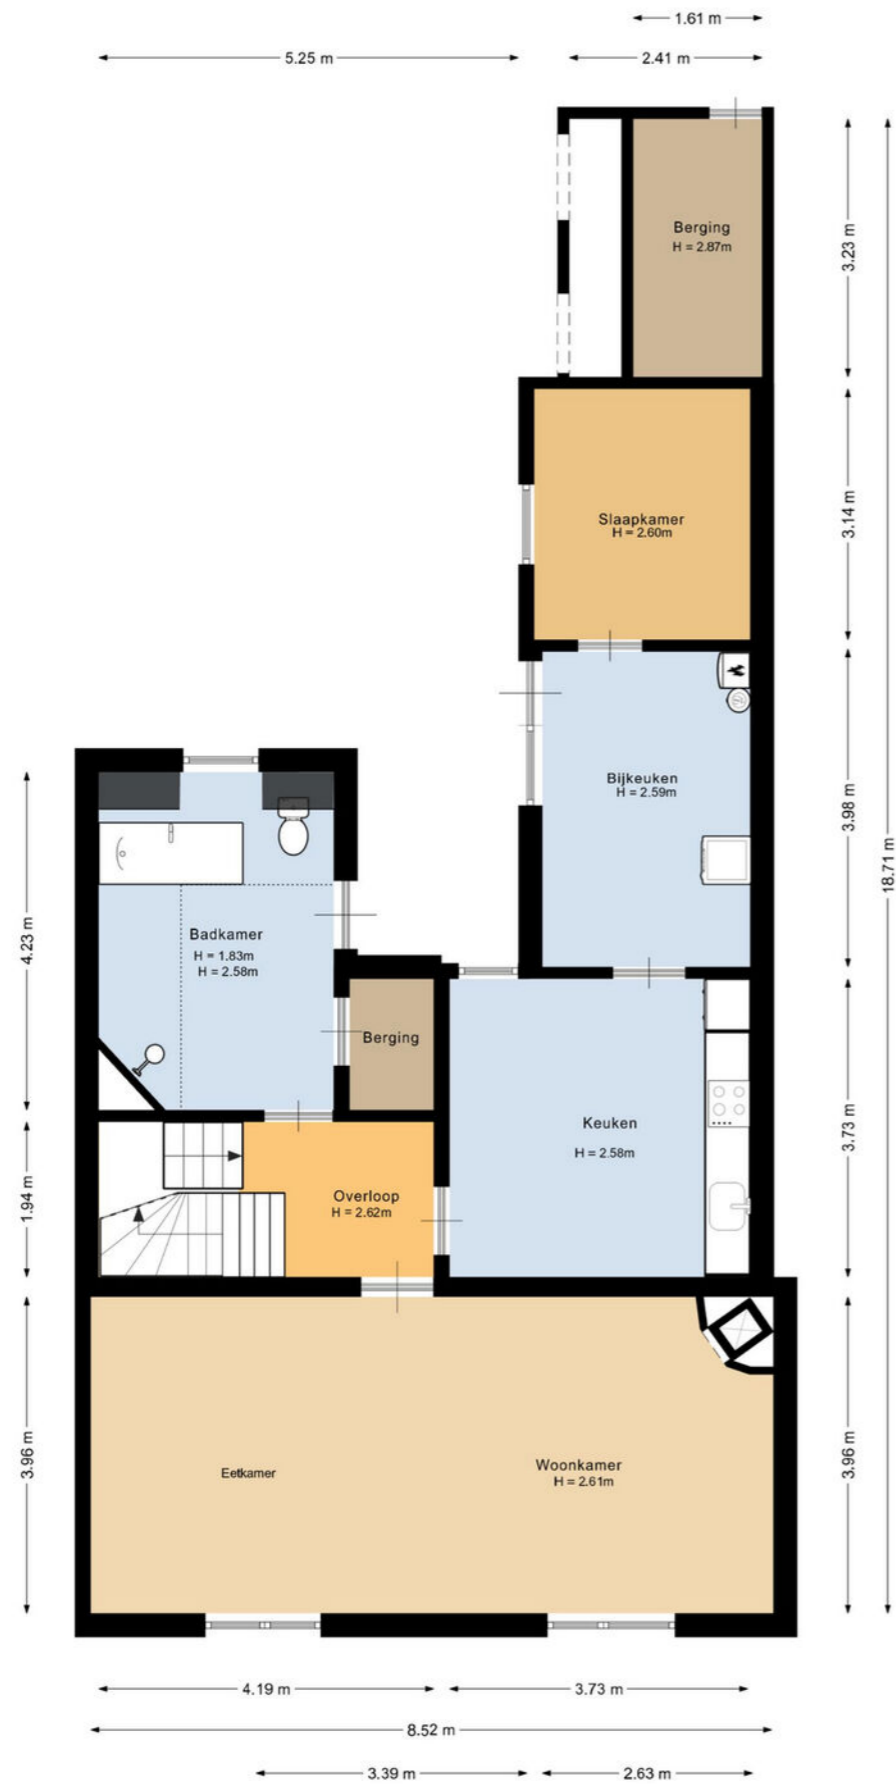 1.61 m
5.25 m
2.41 m
Berging
H = 2.87m
3.23 m
Slaapkamer
H = 2.60m
3.14 m
Bijkeuken
H = 2.59m
3.98 m
18.71 m
4.23 m
Badkamer
H = 1.83m
H = 2.58m
Berging
Keuken
H = 2.58m
3.73 m
1.94 m
Overloop
H = 2.62m
3.96 m
Eetkamer
Woonkamer
H = 2.61m
3.96 m
4.19 m
3.73 m
8.52 m
3.39 m
2.63 m